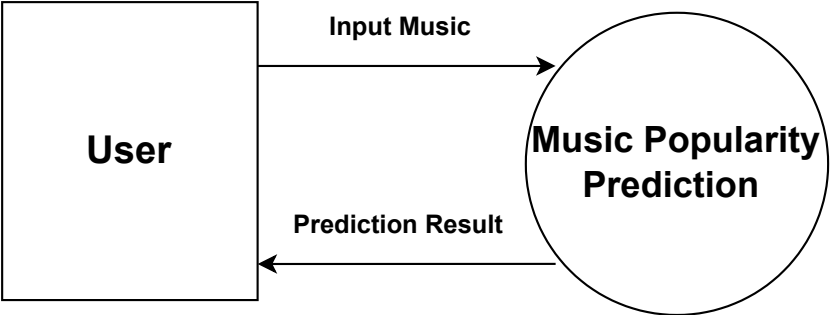 Input Music
User
Music Popularity
Prediction
Prediction Result